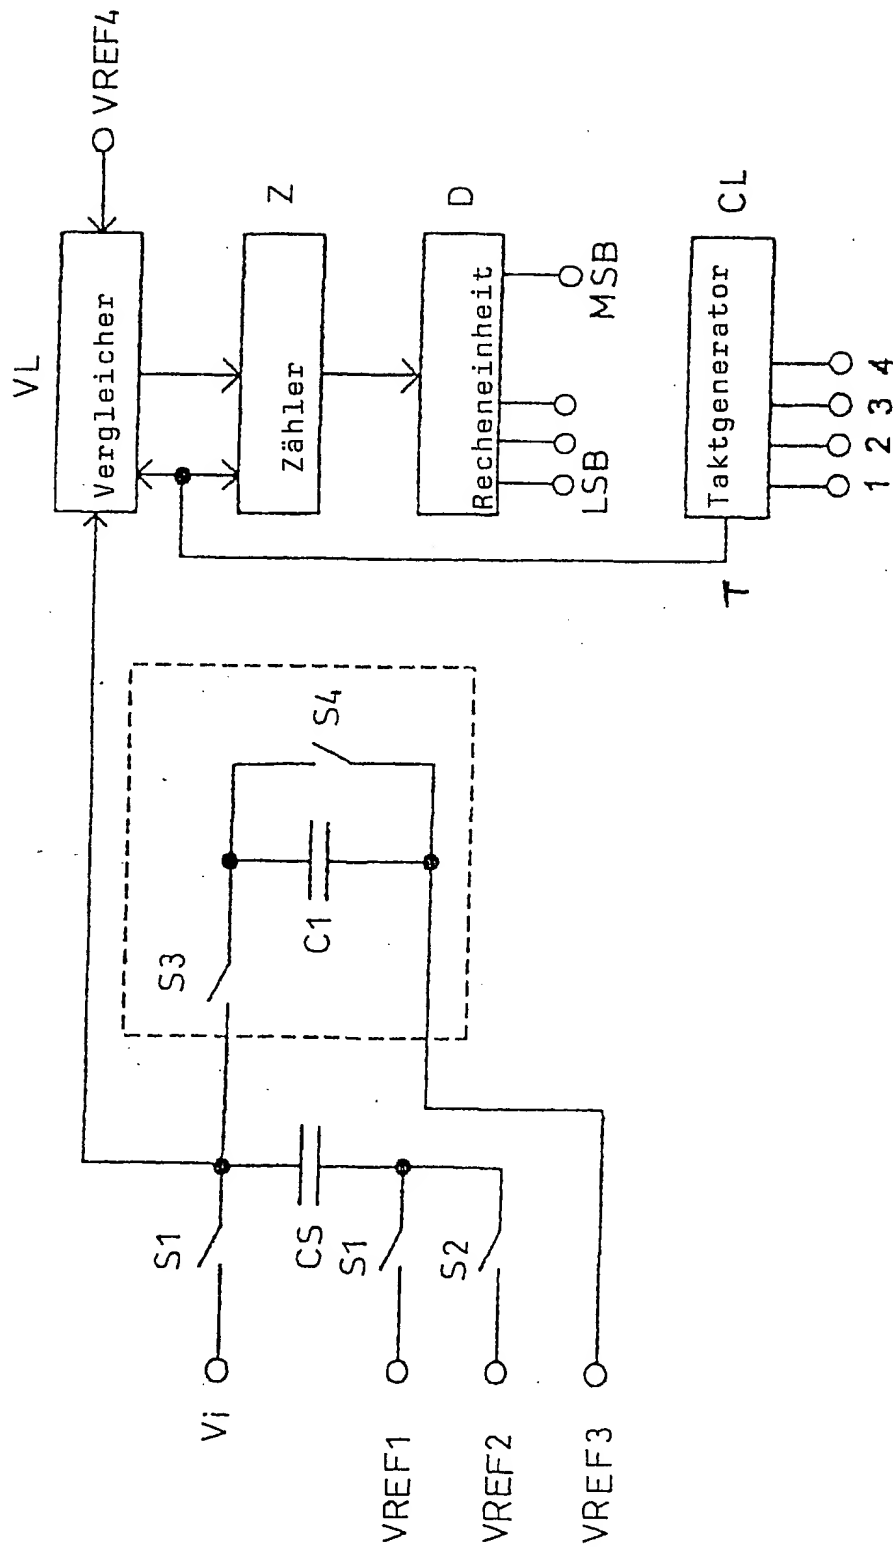 VL
Vergleicher
VREF4
S1
S3
Vi
Z
Zähler
CS
C1
S4
S1
VREF1
S2
D
Recheneinheit
VREF2
VREF3
LSB
MSB
CL
Taktgenerator
T
1 2 3 4